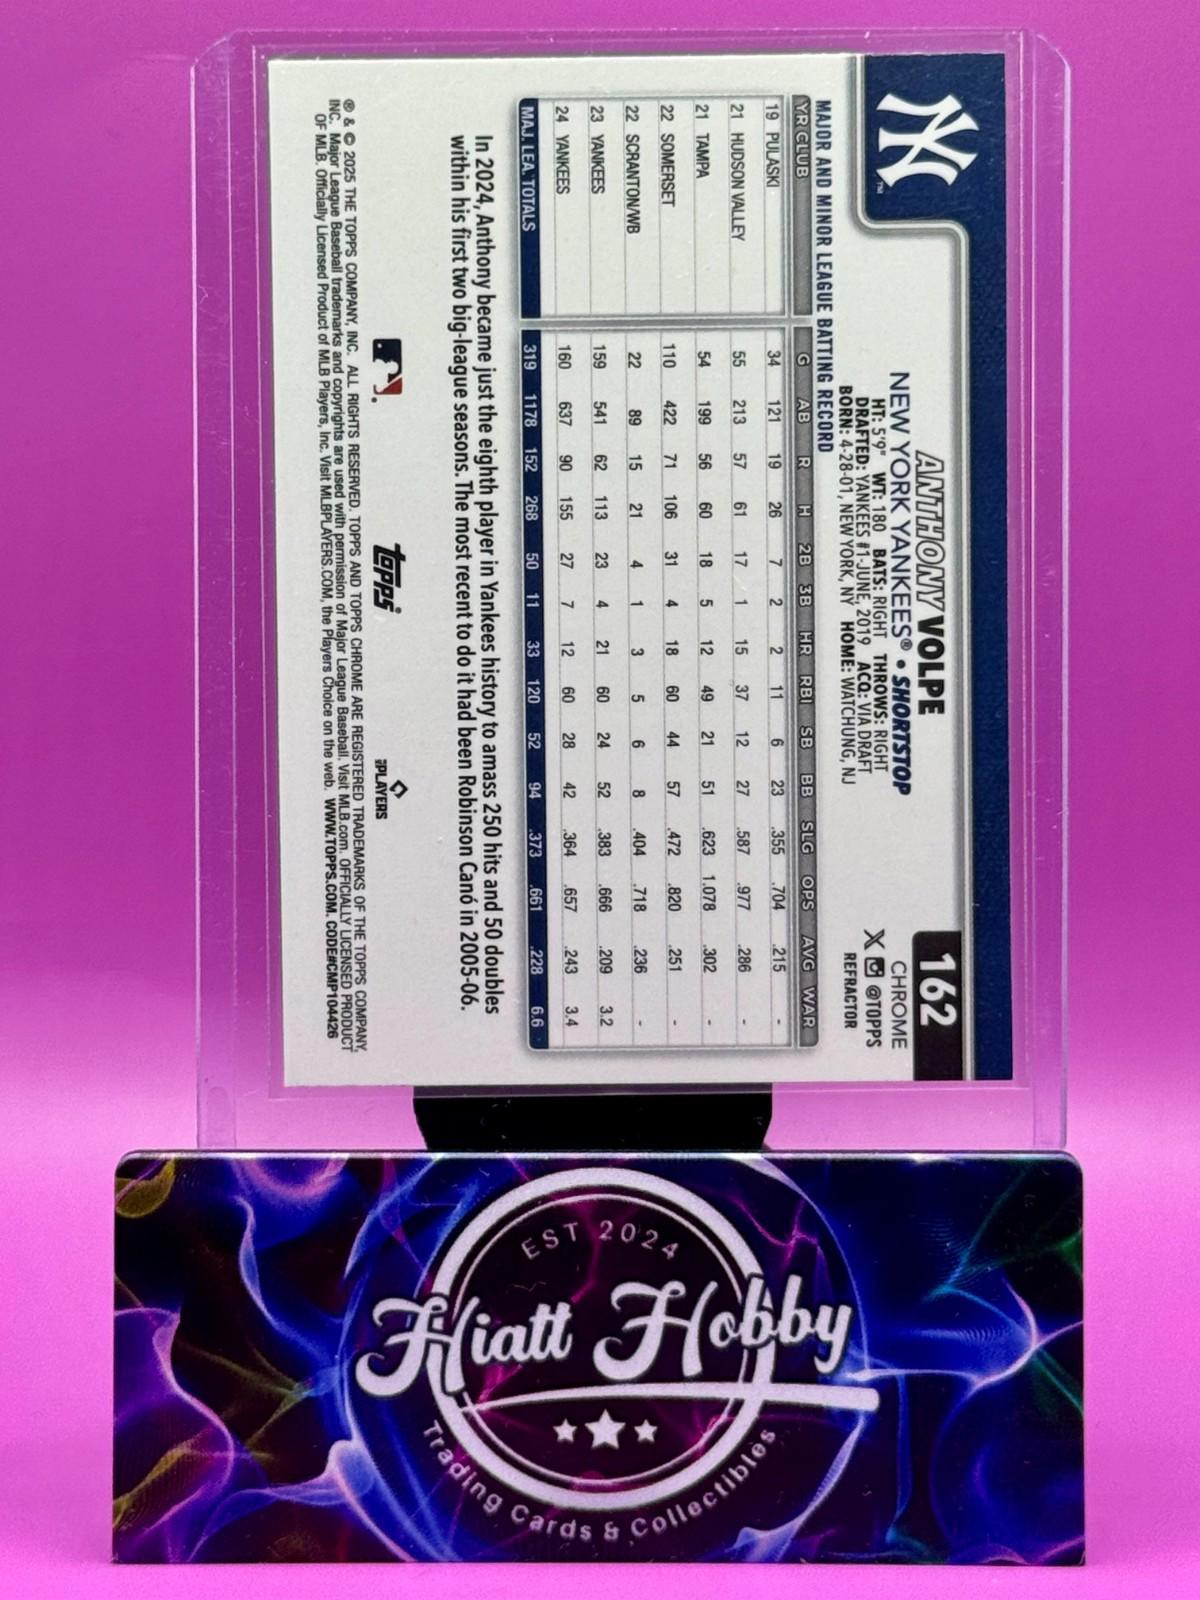 NY
™
ANTHONY VOLPE
NEW YORK YANKEES® • SHORTSTOP
HT: 5'9" WT: 180 BATS: RIGHT THROWS: RIGHT
DRAFTED: YANKEES #1-JUNE, 2019 ACQ: VIA DRAFT
BORN: 4-28-01, NEW YORK, NY HOME: WATCHUNG, NJ
162
CHROME
X @TOPPS
REFRACTOR
MAJOR AND MINOR LEAGUE BATTING RECORD
YR CLUB G AB R H 2B 3B HR RBI SB BB SLG OPS AVG WAR
19 PULASKI 34 121 19 26 7 2 2 11 6 23 .355 .704 .215 -
21 HUDSON VALLEY 55 213 57 61 17 1 15 37 12 27 .587 .977 .286 -
21 TAMPA 54 199 56 60 18 5 12 49 21 51 .623 1.078 .302 -
22 SOMERSET 110 422 71 106 31 4 18 60 44 57 .472 .820 .251 -
22 SCRANTON/WB 22 89 15 21 4 1 3 5 6 8 .404 .718 .236 -
23 YANKEES 159 541 62 113 23 4 21 60 24 52 .383 .666 .209 3.2
24 YANKEES 160 637 90 155 27 7 12 60 28 42 .364 .657 .243 3.4
MAJ. LEA. TOTALS 319 1178 152 268 50 11 33 120 52 94 .373 .661 .228 6.6
In 2024, Anthony became just the eighth player in Yankees history to amass 250 hits and 50 doubles
within his first two big-league seasons. The most recent to do it had been Robinson Canó in 2005-06.
topps®
PLAYERS
® & © 2025 THE TOPPS COMPANY, INC. ALL RIGHTS RESERVED. TOPPS AND TOPPS CHROME ARE REGISTERED TRADEMARKS OF THE TOPPS COMPANY,
INC. Major League Baseball trademarks and copyrights are used with permission of Major League Baseball. Visit MLB.com. OFFICIALLY LICENSED PRODUCT
OF MLB. Officially Licensed Product of MLB Players, Inc. Visit MLBPLAYERS.COM, the Players Choice on the web. WWW.TOPPS.COM. CODE#CMP104426
EST 2024
Hiatt Hobby
Trading Cards & Collectibles